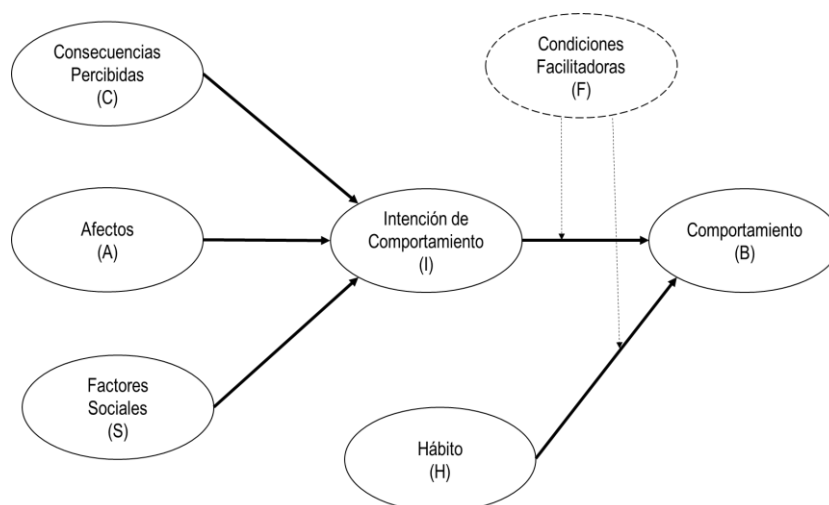 Consecuencias
Percibidas
(C)
Condiciones
Facilitadoras
(F)
Afectos
(A)
Intención de
Comportamiento
(I)
Comportamiento
(B)
Factores
Sociales
(S)
Hábito
(H)